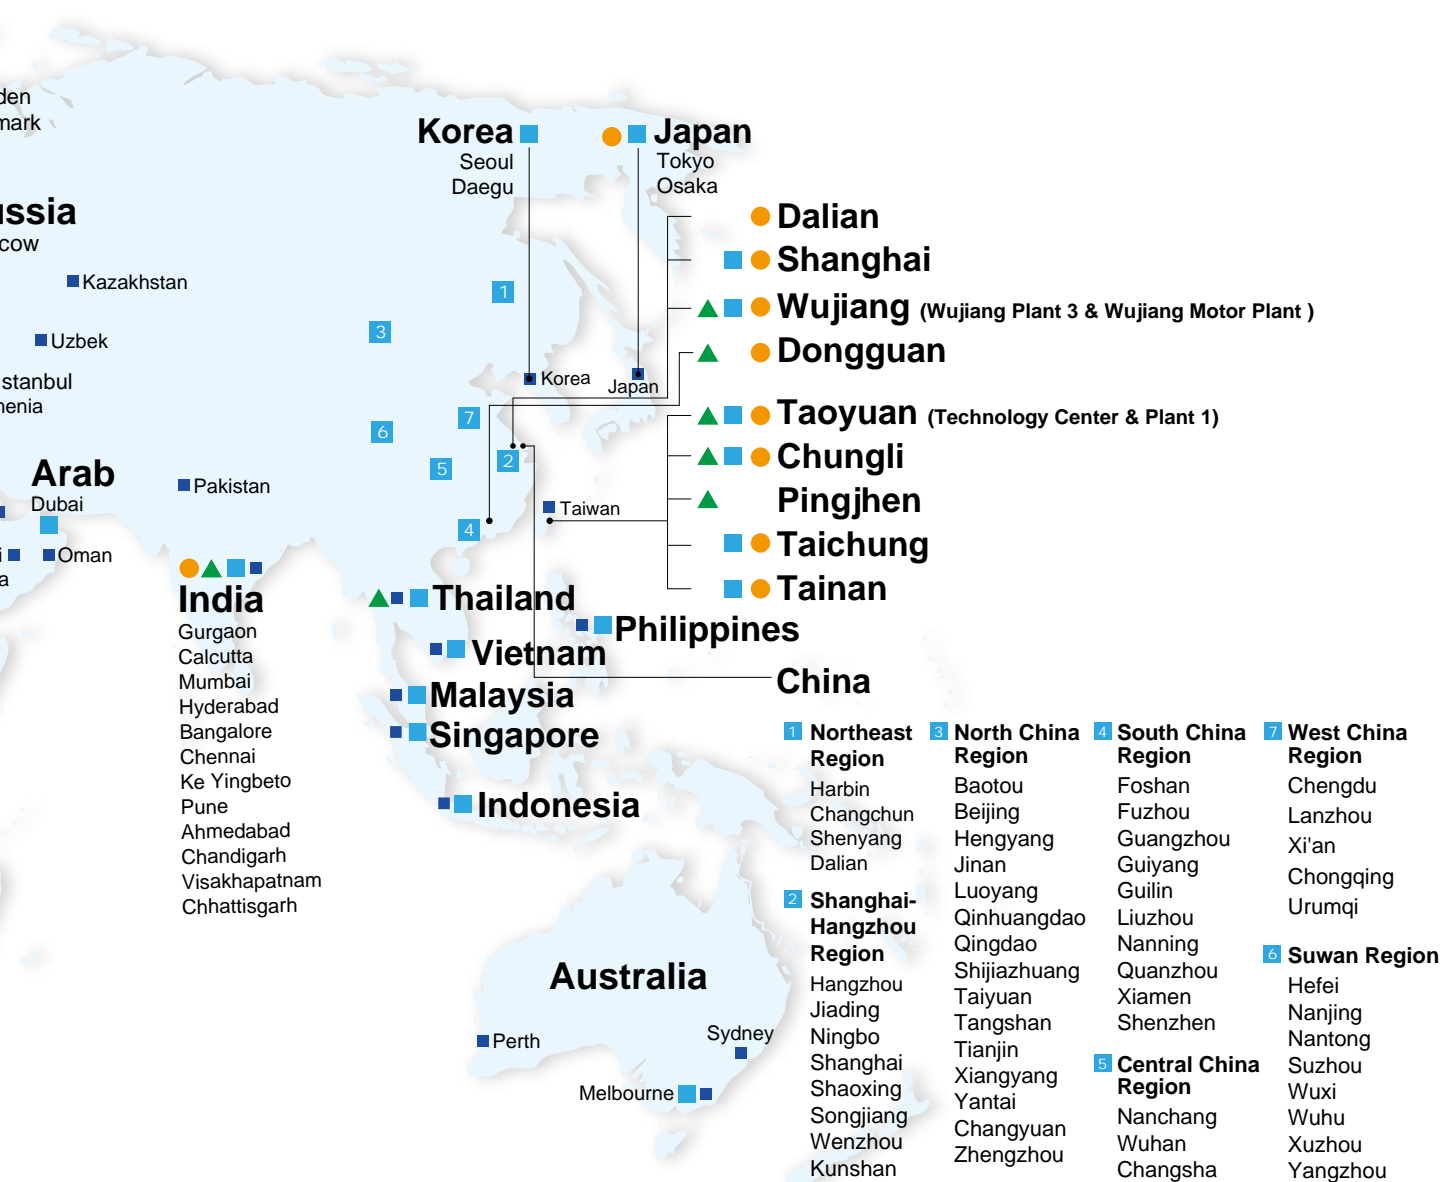 den
mark
Korea
Seoul
Daegu
Japan
Tokyo
Osaka
ussia
cow
Kazakhstan
Uzbek
stanbul
menia
Arab
Dubai
Oman
i
a
Pakistan
1
3
7
6
5
2
4
Korea
Japan
Taiwan
Dalian
Shanghai
Wujiang (Wujiang Plant 3 & Wujiang Motor Plant )
Dongguan
Taoyuan (Technology Center & Plant 1)
Chungli
Pingjhen
Taichung
Tainan
India
Gurgaon
Calcutta
Mumbai
Hyderabad
Bangalore
Chennai
Ke Yingbeto
Pune
Ahmedabad
Chandigarh
Visakhapatnam
Chhattisgarh
Thailand
Philippines
Vietnam
Malaysia
Singapore
Indonesia
Australia
Perth
Sydney
Melbourne
China
1 Northeast
Region
Harbin
Changchun
Shenyang
Dalian
2 Shanghai-
Hangzhou
Region
Hangzhou
Jiading
Ningbo
Shanghai
Shaoxing
Songjiang
Wenzhou
Kunshan
3 North China
Region
Baotou
Beijing
Hengyang
Jinan
Luoyang
Qinhuangdao
Qingdao
Shijiazhuang
Taiyuan
Tangshan
Tianjin
Xiangyang
Yantai
Changyuan
Zhengzhou
4 South China
Region
Foshan
Fuzhou
Guangzhou
Guiyang
Guilin
Liuzhou
Nanning
Quanzhou
Xiamen
Shenzhen
5 Central China
Region
Nanchang
Wuhan
Changsha
7 West China
Region
Chengdu
Lanzhou
Xi'an
Chongqing
Urumqi
6 Suwan Region
Hefei
Nanjing
Nantong
Suzhou
Wuxi
Wuhu
Xuzhou
Yangzhou